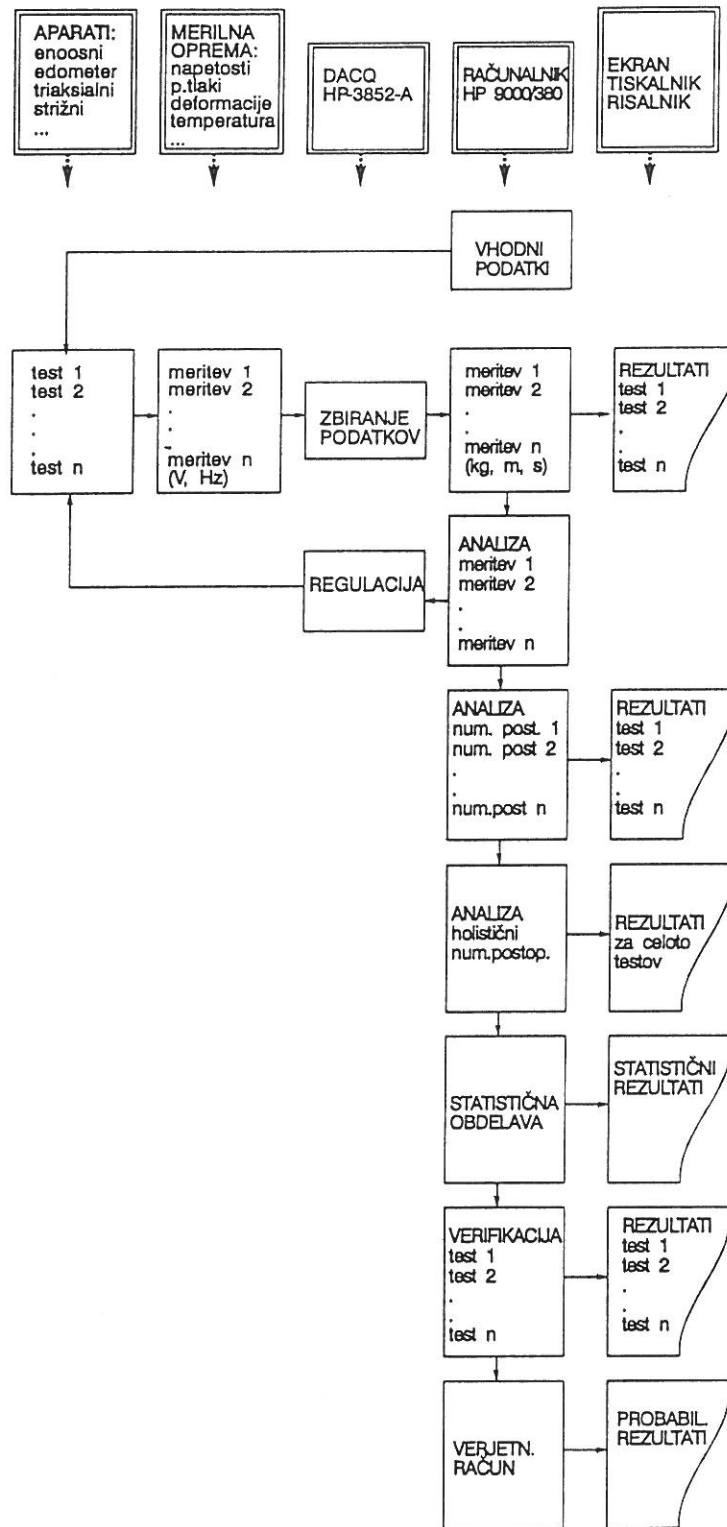 APARATI:
enoosni
edometer
triaksialni
strižni
...
MERILNA
OPREMA:
napetosti
p.tlaki
deformacije
temperatura
...
DACQ
HP-3852-A
RAČUNALNIK
HP 9000/380
EKRAN
TISKALNIK
RISALNIK
VHODNI
PODATKI
test 1
test 2
.
.
.
test n
meritev 1
meritev 2
.
.
.
meritev n
(V, Hz)
ZBIRANJE
PODATKOV
meritev 1
meritev 2
.
.
meritev n
(kg, m, s)
REZULTATI
test 1
test 2
.
.
test n
REGULACIJA
ANALIZA
meritev 1
meritev 2
.
.
meritev n
ANALIZA
num. post. 1
num. post 2
.
.
num.post n
REZULTATI
test 1
test 2
.
.
test n
ANALIZA
holistični
num.postop.
REZULTATI
za celoto
testov
STATISTIČNA
OBDELAVA
STATISTIČNI
REZULTATI
VERIFIKACIJA
test 1
test 2
.
.
test n
REZULTATI
test 1
test 2
.
.
test n
VERJETN.
RAČUN
PROBABIL.
REZULTATI